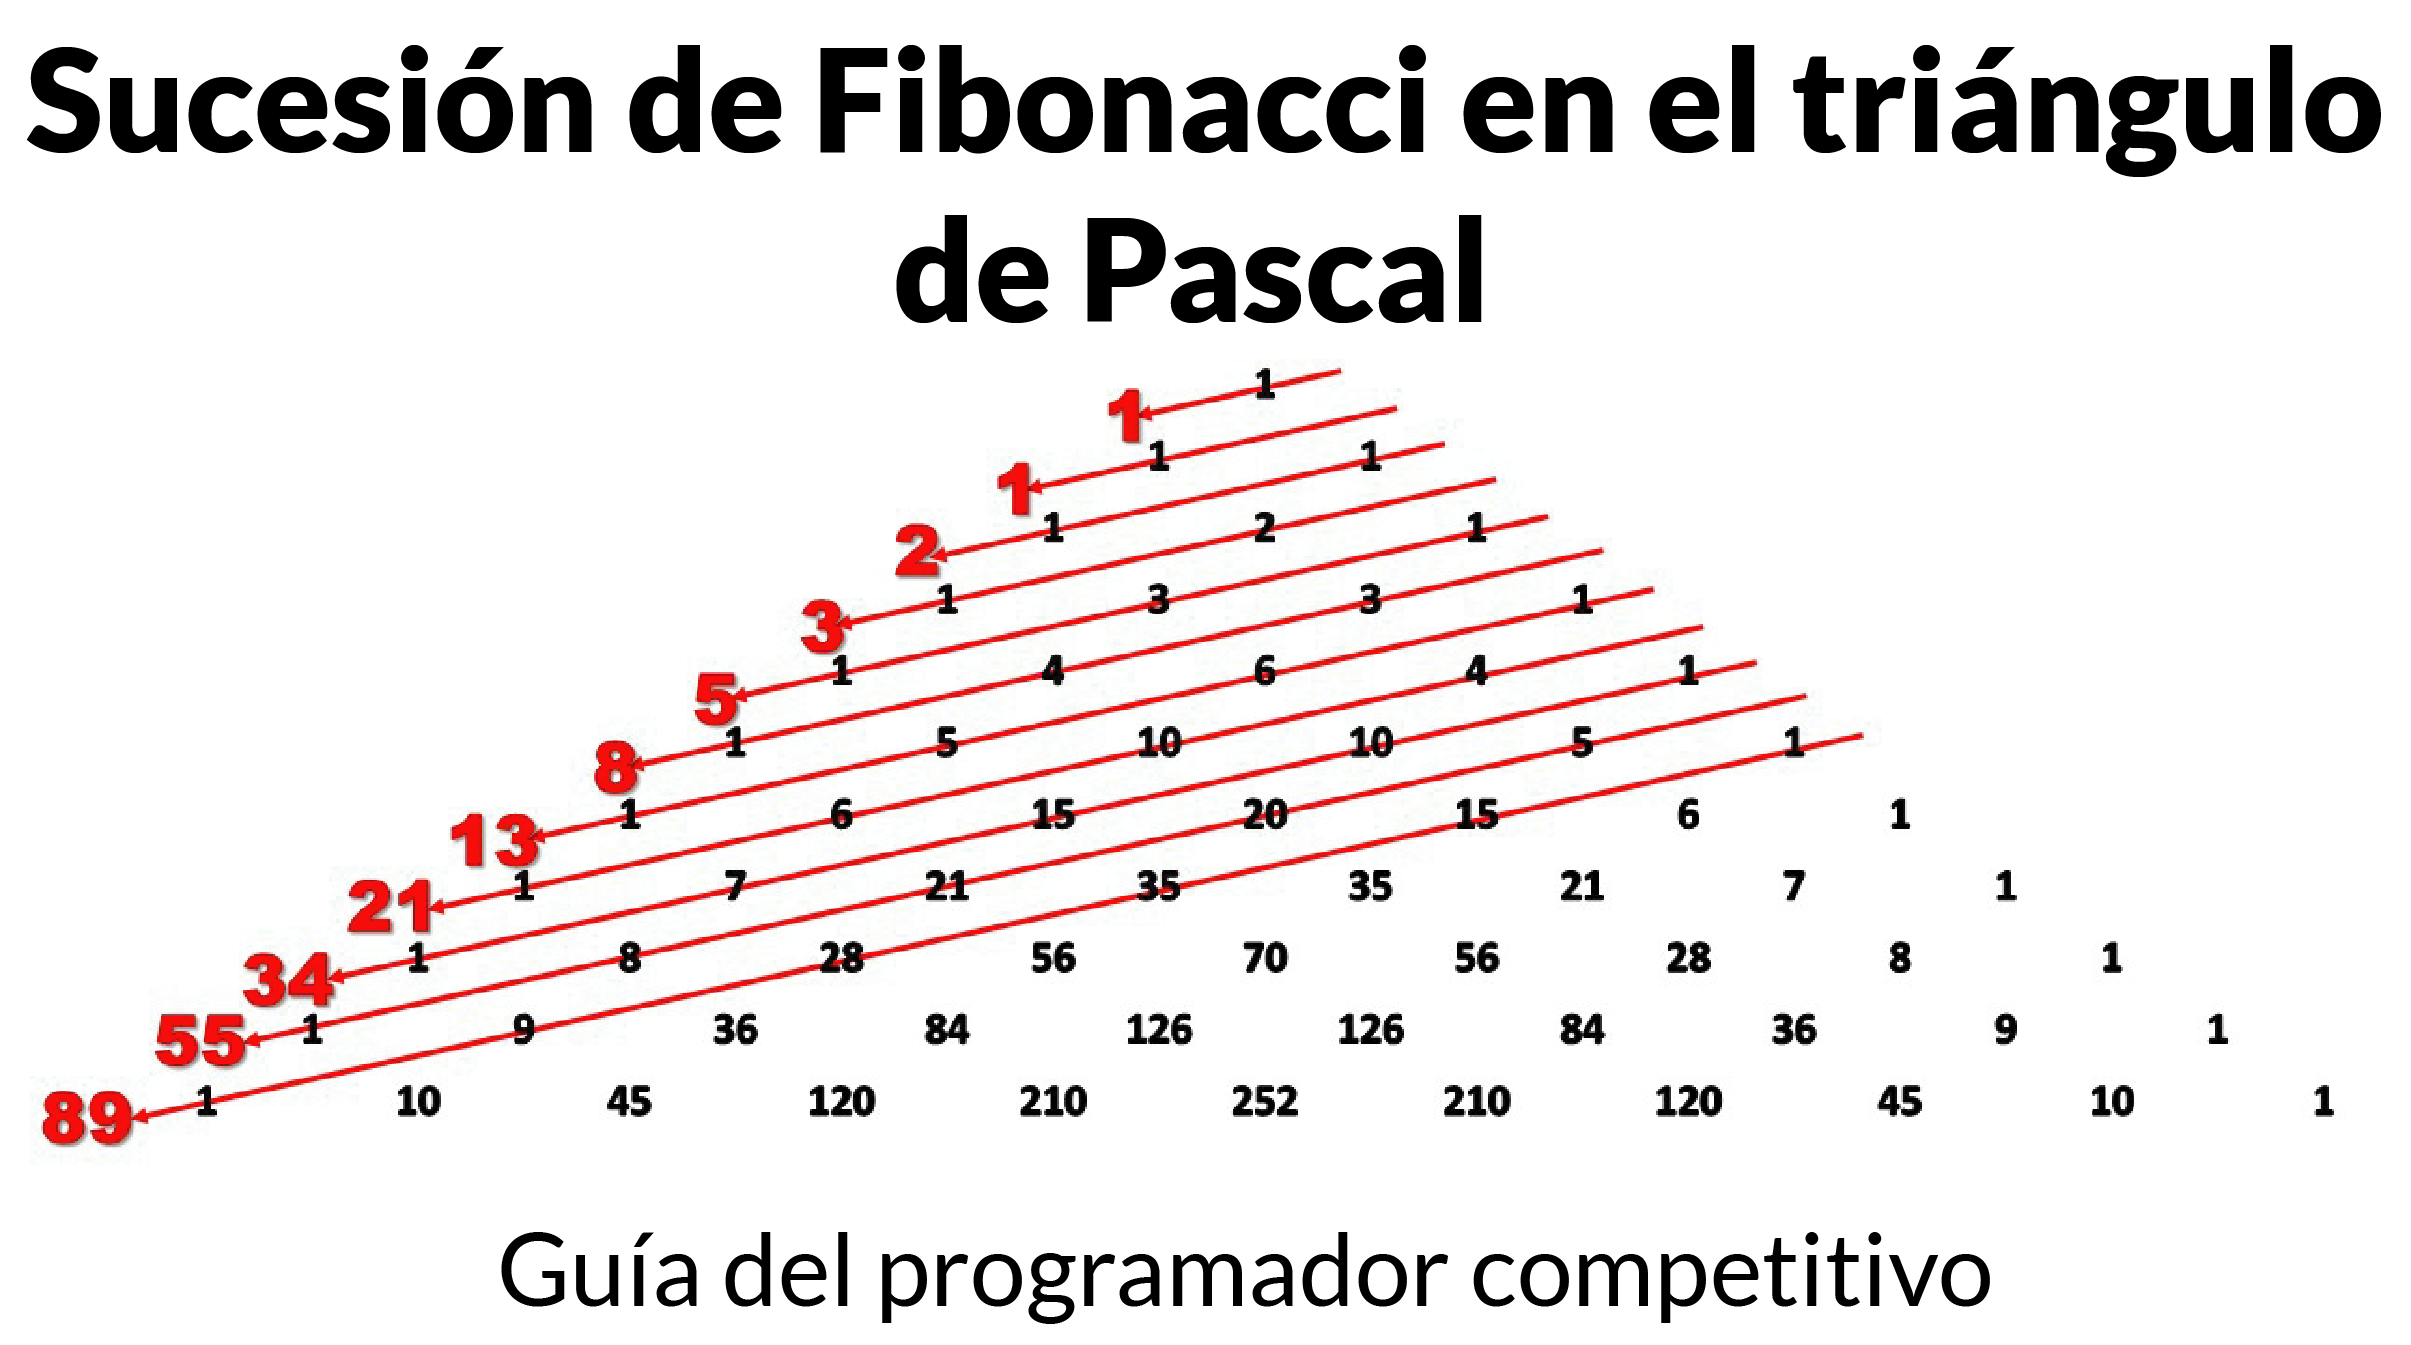 Sucesión de Fibonacci en el triángulo
de Pascal
1
1
1 1
1
1 2 1
2
1 3 3 1
3
1 4 6 4 1
5
1 5 10 10 5 1
8
1 6 15 20 15 6 1
13
1 7 21 35 35 21 7 1
21
1 8 28 56 70 56 28 8 1
34
1 9 36 84 126 126 84 36 9 1
55
1 10 45 120 210 252 210 120 45 10 1
89
Guía del programador competitivo